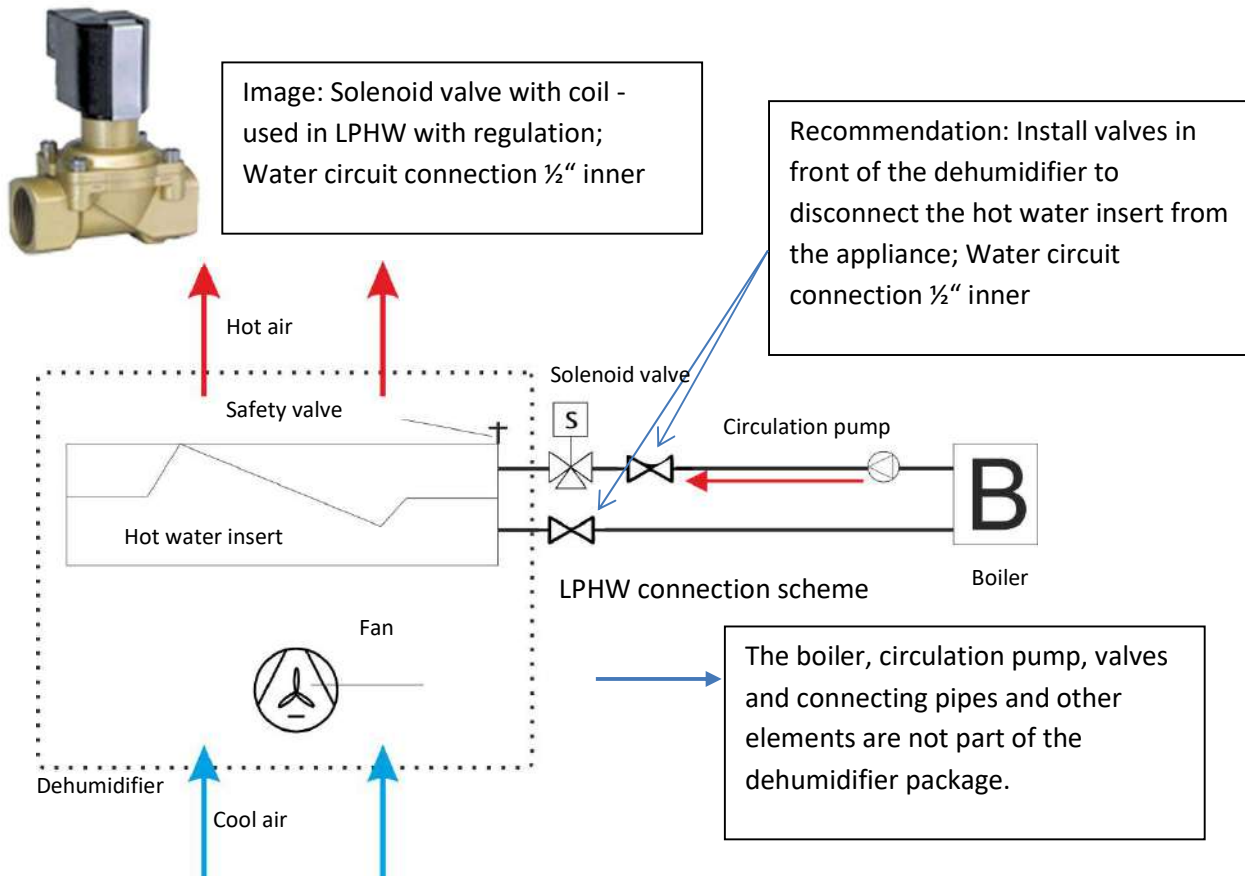 Image: Solenoid valve with coil -
used in LPHW with regulation;
Water circuit connection ½“ inner
Recommendation: Install valves in
front of the dehumidifier to
disconnect the hot water insert from
the appliance; Water circuit
connection ½“ inner
Hot air
Solenoid valve
Safety valve
S
Circulation pump
B
Hot water insert
Boiler
LPHW connection scheme
Fan
The boiler, circulation pump, valves
and connecting pipes and other
elements are not part of the
dehumidifier package.
Dehumidifier
Cool air